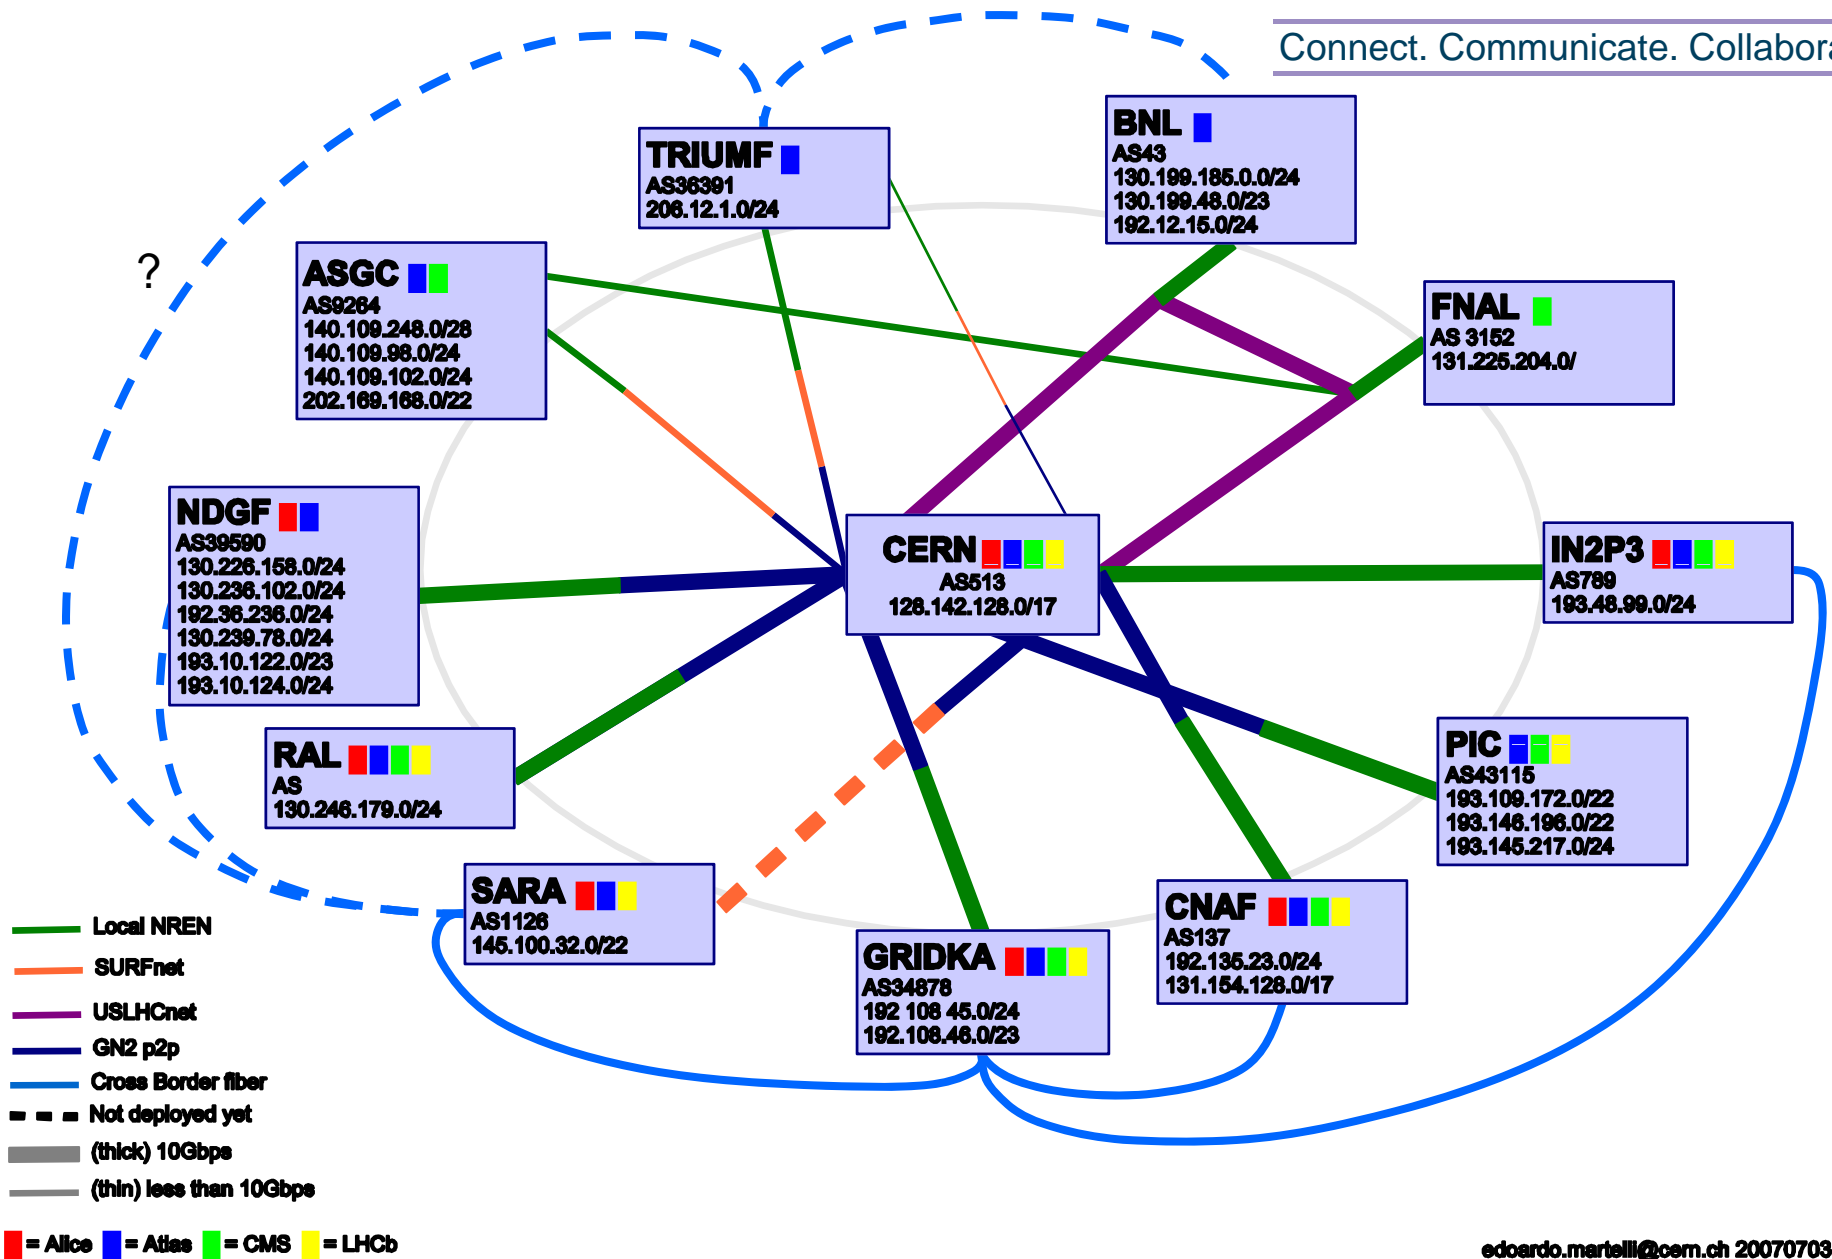 Connect. Communicate. Collabora
?
TRIUMF
AS36391
206.12.1.0/24
BNL
AS43
130.199.185.0.0/24
130.199.48.0/23
192.12.15.0/24
ASGC
AS9264
140.109.248.0/28
140.109.98.0/24
140.109.102.0/24
202.169.168.0/22
FNAL
AS 3152
131.225.204.0/
NDGF
AS39590
130.226.158.0/24
130.236.102.0/24
192.36.236.0/24
130.239.78.0/24
193.10.122.0/23
193.10.124.0/24
CERN
AS513
128.142.128.0/17
IN2P3
AS789
193.48.99.0/24
RAL
AS
130.246.179.0/24
PIC
AS43115
193.109.172.0/22
193.146.196.0/22
193.145.217.0/24
SARA
AS1126
145.100.32.0/22
GRIDKA
AS34878
192 108 45.0/24
192.108.46.0/23
CNAF
AS137
192.135.23.0/24
131.154.128.0/17
Local NREN
SURFnet
USLHCnet
GN2 p2p
Cross Border fiber
Not deployed yet
(thick) 10Gbps
(thin) less than 10Gbps
= Alice = Atlas = CMS = LHCb
edoardo.martelli@cern.ch 20070703